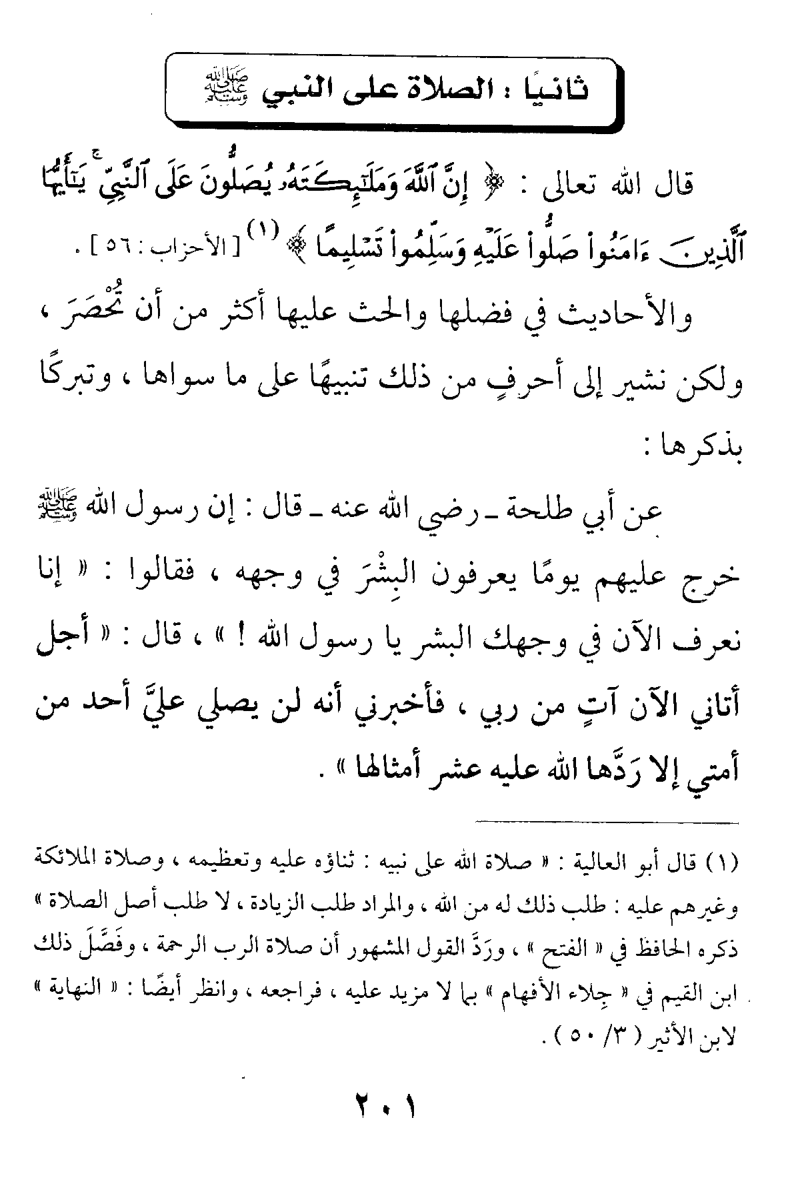 ثانيًا : الصلاة على النبي ﷺ
قال الله تعالى : ﴿ إِنَّ ٱللَّهَ وَمَلَٰٓئِكَتَهُۥ يُصَلُّونَ عَلَى ٱلنَّبِيِّ ۚ يَٰٓأَيُّهَا
ٱلَّذِينَ ءَامَنُوا۟ صَلُّوا۟ عَلَيْهِ وَسَلِّمُوا۟ تَسْلِيمًا ﴾(١) [ الأحزاب : ٥٦ ] .
والأحاديث في فضلها والحث عليها أكثر من أن تُحْصَرَ ،
ولكن نشير إلى أحرفٍ من ذلك تنبيهًا على ما سواها ، وتبركًا
بذكرها :
عن أبي طلحة ـ رضي الله عنه ـ قال : إن رسول الله ﷺ
خرج عليهم يومًا يعرفون البِشْرَ في وجهه ، فقالوا : « إنا
نعرف الآن في وجهك البشر يا رسول الله ! » ، قال : « أجل
أتاني الآن آتٍ من ربي ، فأخبرني أنه لن يصلي عليَّ أحد من
أمتي إلا رَدَّها الله عليه عشر أمثالها » .
(١) قال أبو العالية : « صلاة الله على نبيه : ثناؤه عليه وتعظيمه ، وصلاة الملائكة
وغيرهم عليه : طلب ذلك له من الله ، والمراد طلب الزيادة ، لا طلب أصل الصلاة »
ذكره الحافظ في « الفتح » ، ورَدَّ القول المشهور أن صلاة الرب الرحمة ، وفَصَّلَ ذلك
ابن القيم في « جِلاء الأفهام » بما لا مزيد عليه ، فراجعه ، وانظر أيضًا : « النهاية »
لابن الأثير ( ٣/ ٥٠ ) .
٢٠١